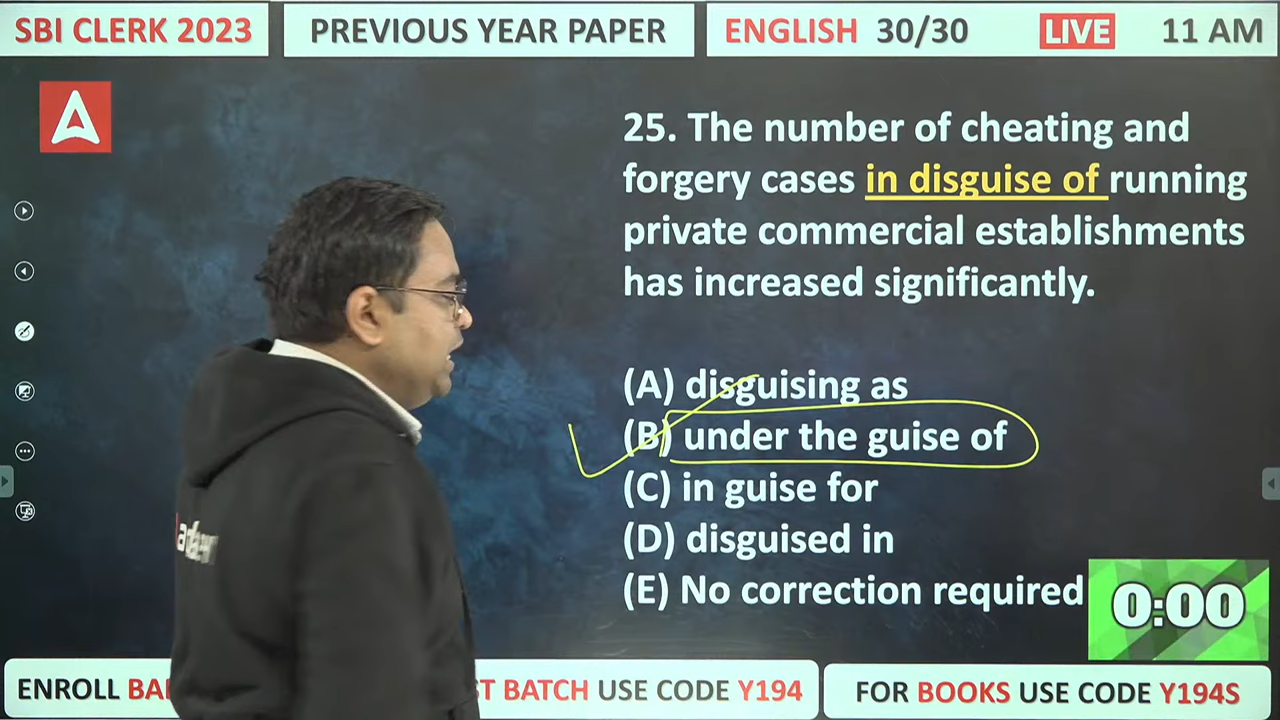 SBI CLERK 2023
PREVIOUS YEAR PAPER
ENGLISH 30/30 LIVE 11 AM
25. The number of cheating and
forgery cases in disguise of running
private commercial establishments
has increased significantly.
(A) disguising as
(B) under the guise of
(C) in guise for
(D) disguised in
(E) No correction required
0:00
ENROLL
BATCH USE CODE Y194
FOR BOOKS USE CODE Y194S